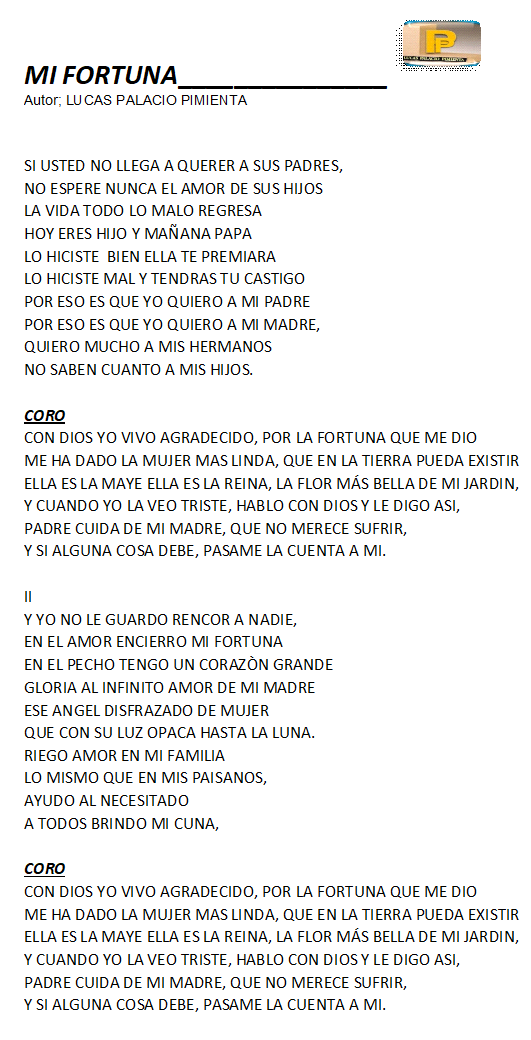 MI FORTUNA_______________
PP
LUCAS PALACIO PIMIENTA
Autor; LUCAS PALACIO PIMIENTA
SI USTED NO LLEGA A QUERER A SUS PADRES,
NO ESPERE NUNCA EL AMOR DE SUS HIJOS
LA VIDA TODO LO MALO REGRESA
HOY ERES HIJO Y MAÑANA PAPA
LO HICISTE  BIEN ELLA TE PREMIARA
LO HICISTE MAL Y TENDRAS TU CASTIGO
POR ESO ES QUE YO QUIERO A MI PADRE
POR ESO ES QUE YO QUIERO A MI MADRE,
QUIERO MUCHO A MIS HERMANOS
NO SABEN CUANTO A MIS HIJOS.
CORO
CON DIOS YO VIVO AGRADECIDO, POR LA FORTUNA QUE ME DIO
ME HA DADO LA MUJER MAS LINDA, QUE EN LA TIERRA PUEDA EXISTIR
ELLA ES LA MAYE ELLA ES LA REINA, LA FLOR MÁS BELLA DE MI JARDIN,
Y CUANDO YO LA VEO TRISTE, HABLO CON DIOS Y LE DIGO ASI,
PADRE CUIDA DE MI MADRE, QUE NO MERECE SUFRIR,
Y SI ALGUNA COSA DEBE, PASAME LA CUENTA A MI.
II
Y YO NO LE GUARDO RENCOR A NADIE,
EN EL AMOR ENCIERRO MI FORTUNA
EN EL PECHO TENGO UN CORAZÒN GRANDE
GLORIA AL INFINITO AMOR DE MI MADRE
ESE ANGEL DISFRAZADO DE MUJER
QUE CON SU LUZ OPACA HASTA LA LUNA.
RIEGO AMOR EN MI FAMILIA
LO MISMO QUE EN MIS PAISANOS,
AYUDO AL NECESITADO
A TODOS BRINDO MI CUNA,
CORO
CON DIOS YO VIVO AGRADECIDO, POR LA FORTUNA QUE ME DIO
ME HA DADO LA MUJER MAS LINDA, QUE EN LA TIERRA PUEDA EXISTIR
ELLA ES LA MAYE ELLA ES LA REINA, LA FLOR MÁS BELLA DE MI JARDIN,
Y CUANDO YO LA VEO TRISTE, HABLO CON DIOS Y LE DIGO ASI,
PADRE CUIDA DE MI MADRE, QUE NO MERECE SUFRIR,
Y SI ALGUNA COSA DEBE, PASAME LA CUENTA A MI.